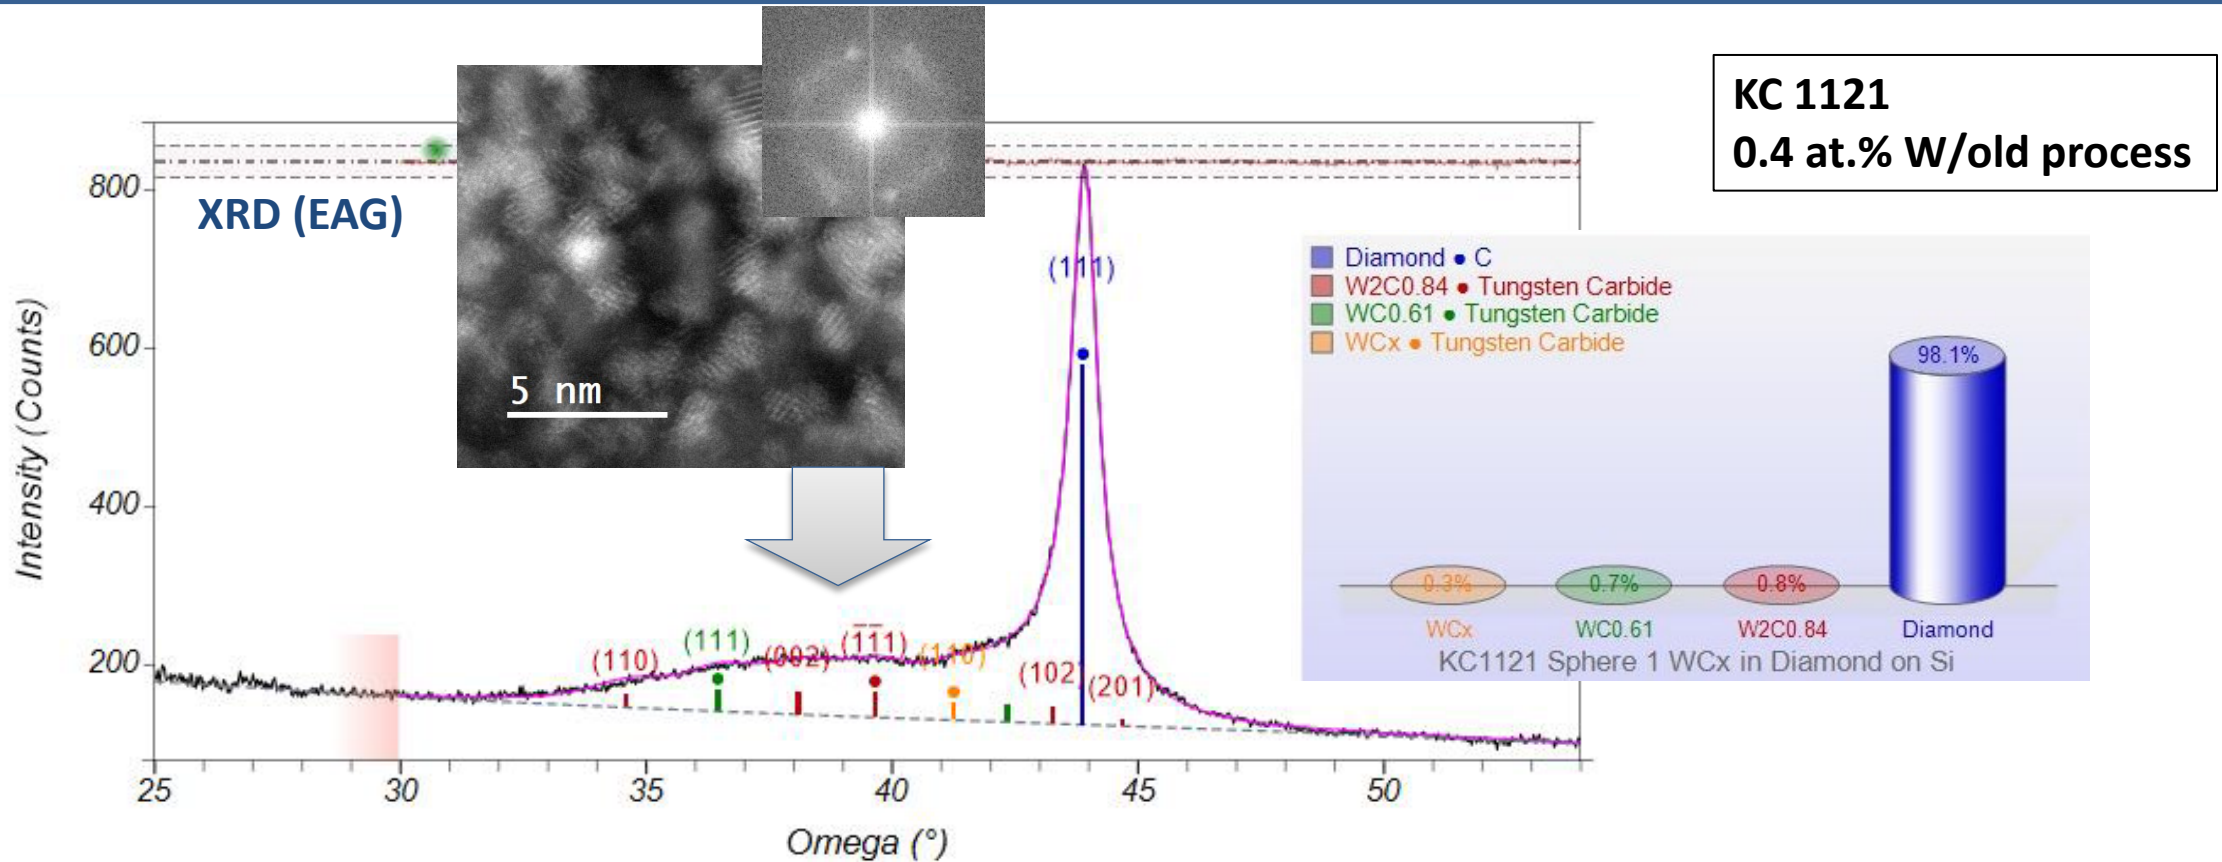 KC 1121
0.4 at.% W/old process
XRD (EAG)
5 nm
Intensity (Counts)
800
600
400
200
(111)
(110)
(111)
(002)
(1̅1̅1)
(110)
(102)
(201)
25
30
35
40
45
50
Omega (°)
Diamond ● C
W2C0.84 ● Tungsten Carbide
WC0.61 ● Tungsten Carbide
WCx ● Tungsten Carbide
98.1%
0.3%
0.7%
0.8%
WCx
WC0.61
W2C0.84
Diamond
KC1121 Sphere 1 WCx in Diamond on Si